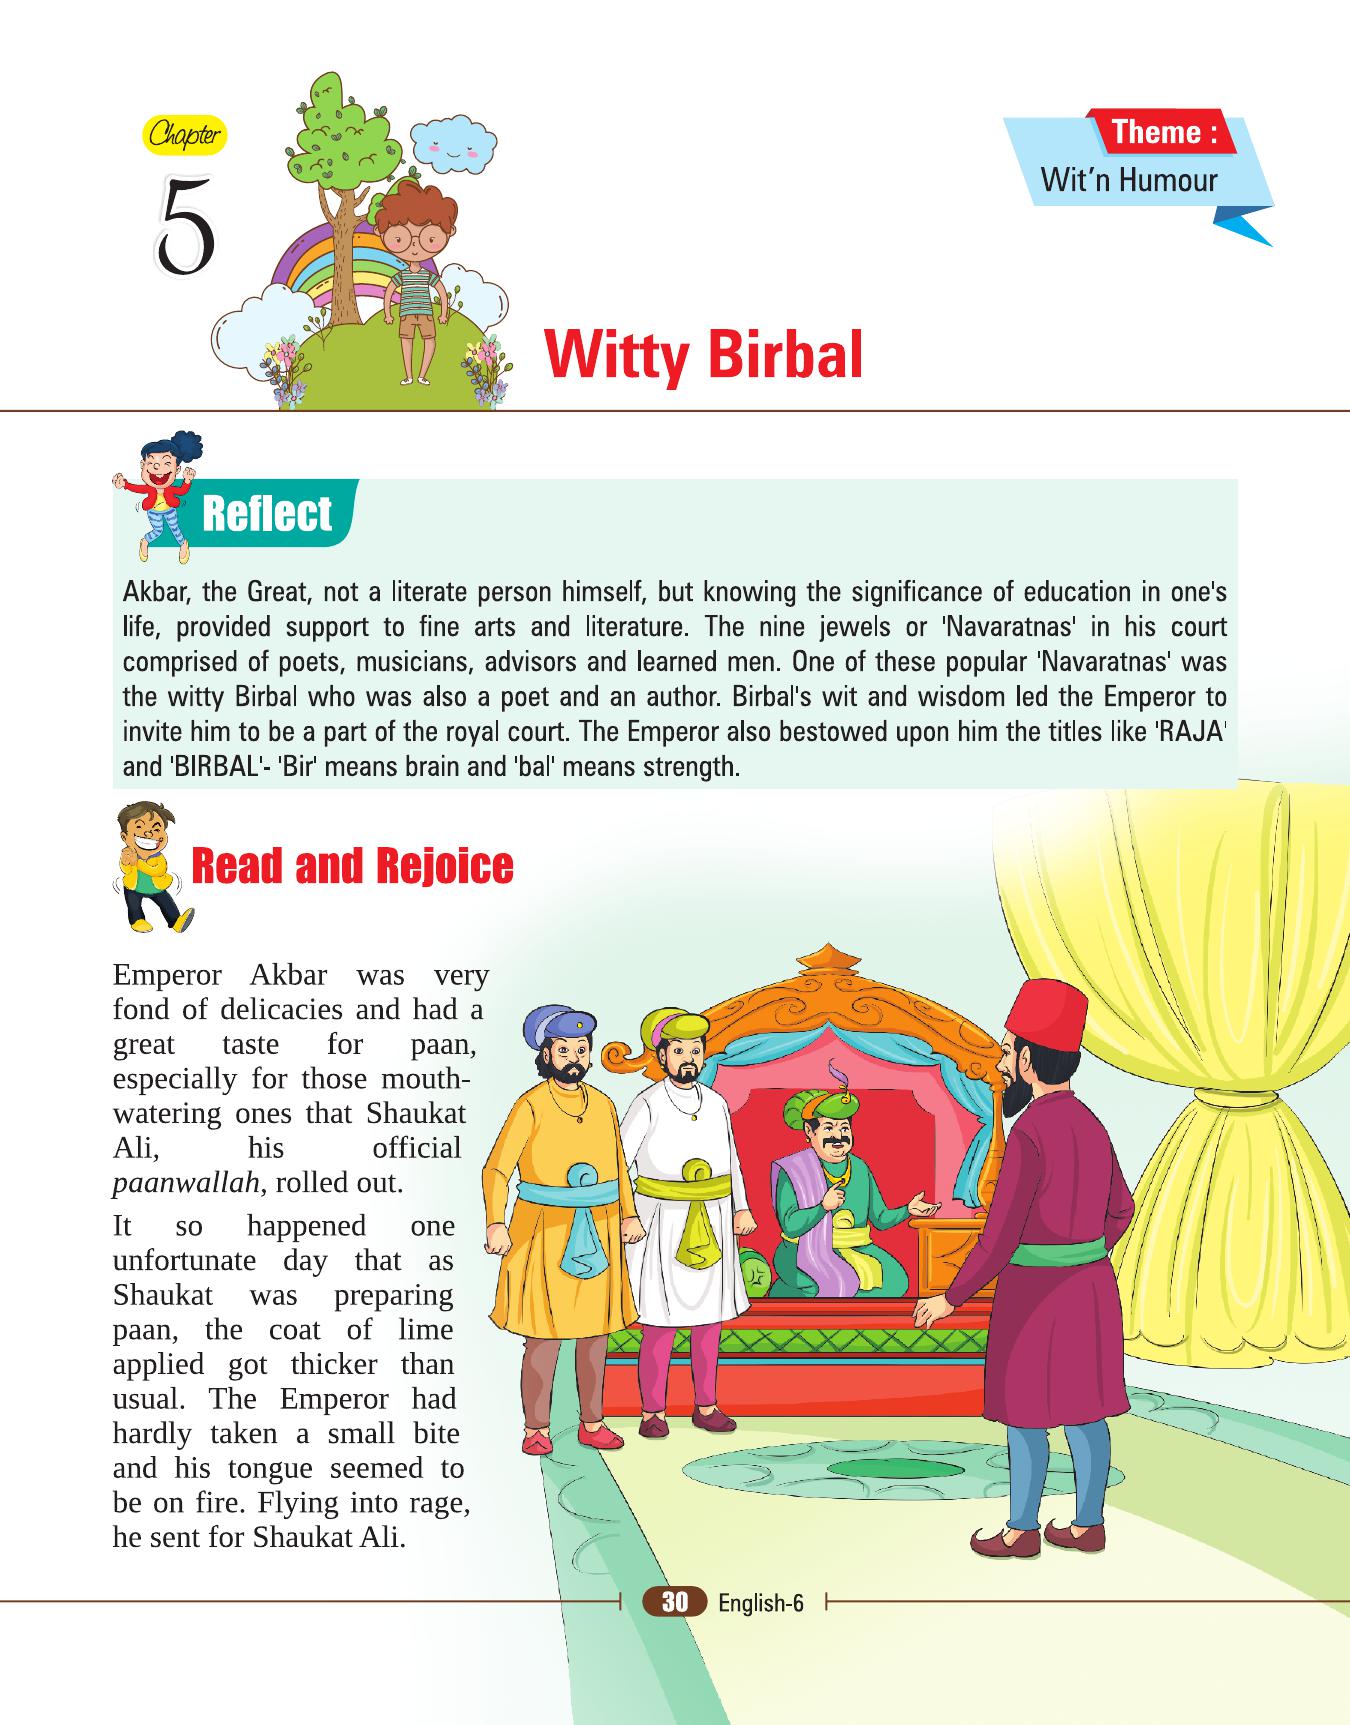 Chapter
5
Theme :
Wit'n Humour
Witty Birbal
Reflect
Akbar, the Great, not a literate person himself, but knowing the significance of education in one's
life, provided support to fine arts and literature. The nine jewels or 'Navaratnas' in his court
comprised of poets, musicians, advisors and learned men. One of these popular 'Navaratnas' was
the witty Birbal who was also a poet and an author. Birbal's wit and wisdom led the Emperor to
invite him to be a part of the royal court. The Emperor also bestowed upon him the titles like 'RAJA'
and 'BIRBAL'- 'Bir' means brain and 'bal' means strength.
Read and Rejoice
Emperor Akbar was very
fond of delicacies and had a
great taste for paan,
especially for those mouth-
watering ones that Shaukat
Ali, his official
paanwallah, rolled out.
It so happened one
unfortunate day that as
Shaukat was preparing
paan, the coat of lime
applied got thicker than
usual. The Emperor had
hardly taken a small bite
and his tongue seemed to
be on fire. Flying into rage,
he sent for Shaukat Ali.
30 English-6